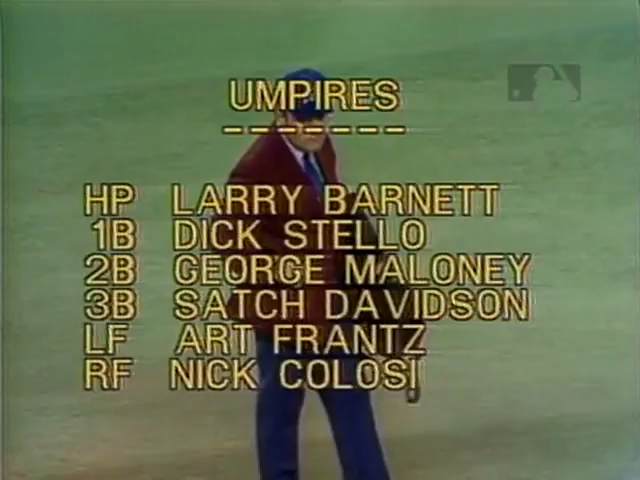 UMPIRES
-------
HP LARRY BARNETT
1B DICK STELLO
2B GEORGE MALONEY
3B SATCH DAVIDSON
LF ART FRANTZ
RF NICK COLOSI